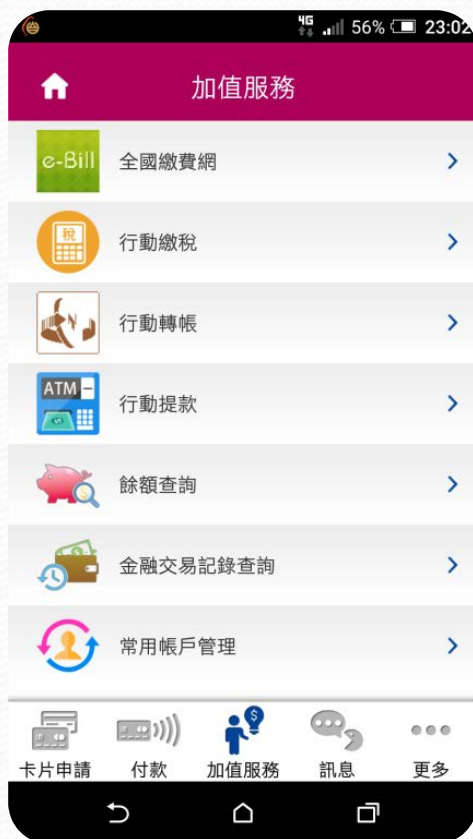 4G 56% 23:02
加值服務
e-Bill 全國繳費網
稅 行動繳稅
行動轉帳
ATM 行動提款
餘額查詢
金融交易記錄查詢
常用帳戶管理
卡片申請 付款 加值服務 訊息 更多